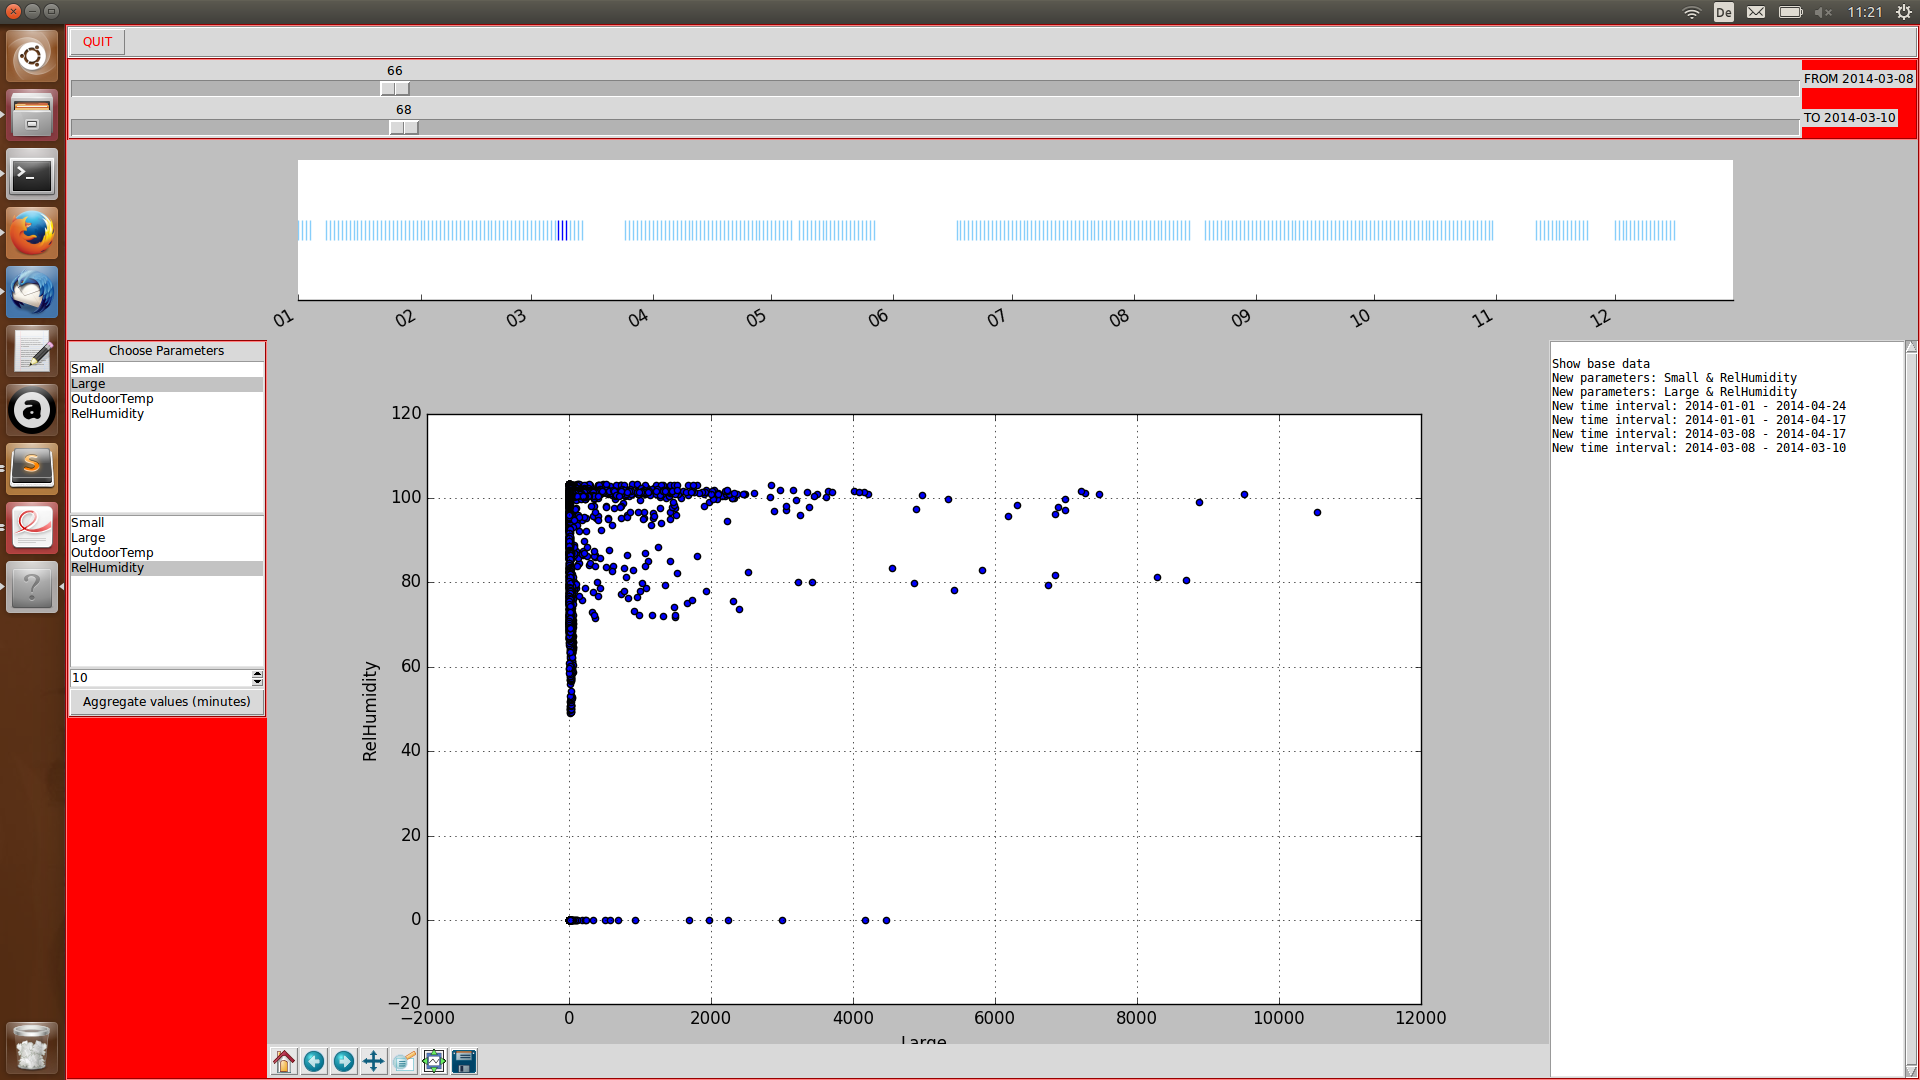 De
11:21
QUIT
66
FROM 2014-03-08
68
TO 2014-03-10
01 02 03 04 05 06 07 08 09 10 11 12
Choose Parameters
Small
Large
OutdoorTemp
RelHumidity
Small
Large
OutdoorTemp
RelHumidity
10
Aggregate values (minutes)
120
100
80
60
40
20
0
−20
RelHumidity
−2000 0 2000 4000 6000 8000 10000 12000
Large
Show base data
New parameters: Small & RelHumidity
New parameters: Large & RelHumidity
New time interval: 2014-01-01 - 2014-04-24
New time interval: 2014-01-01 - 2014-04-17
New time interval: 2014-03-08 - 2014-04-17
New time interval: 2014-03-08 - 2014-03-10